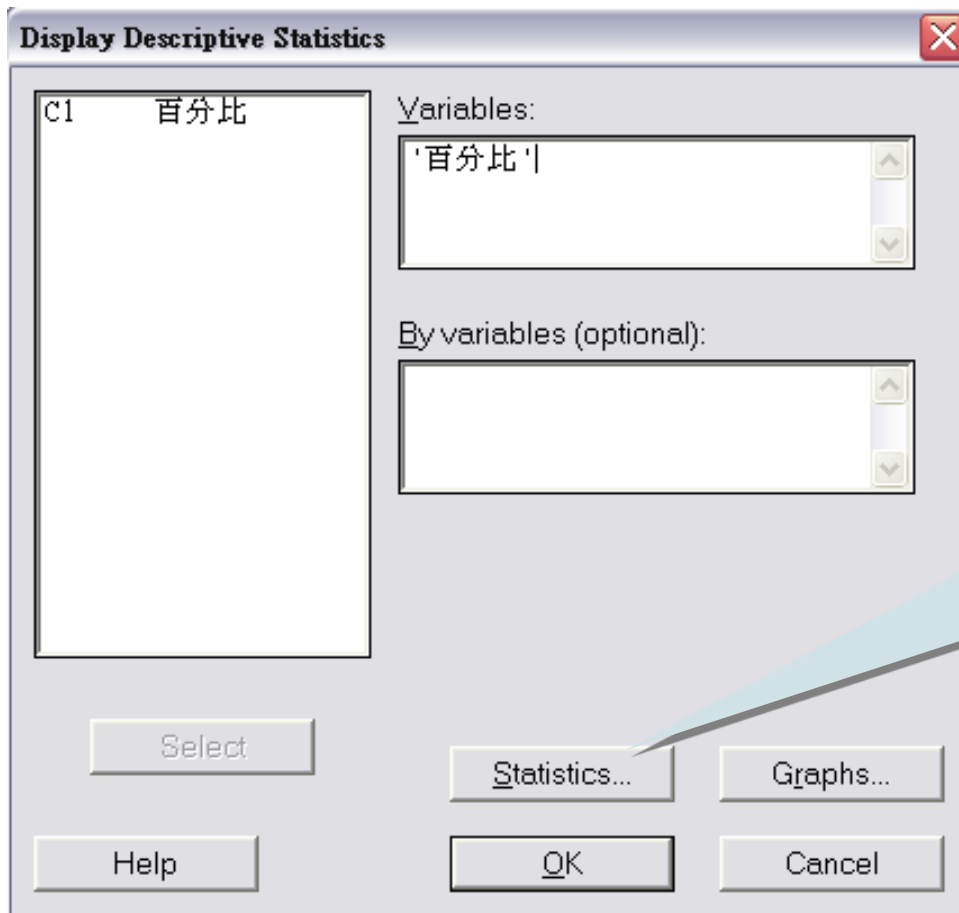 Display Descriptive Statistics
C1 百分比
Variables:
'百分比'
By variables (optional):
Select
Statistics...
Graphs...
Help
OK
Cancel